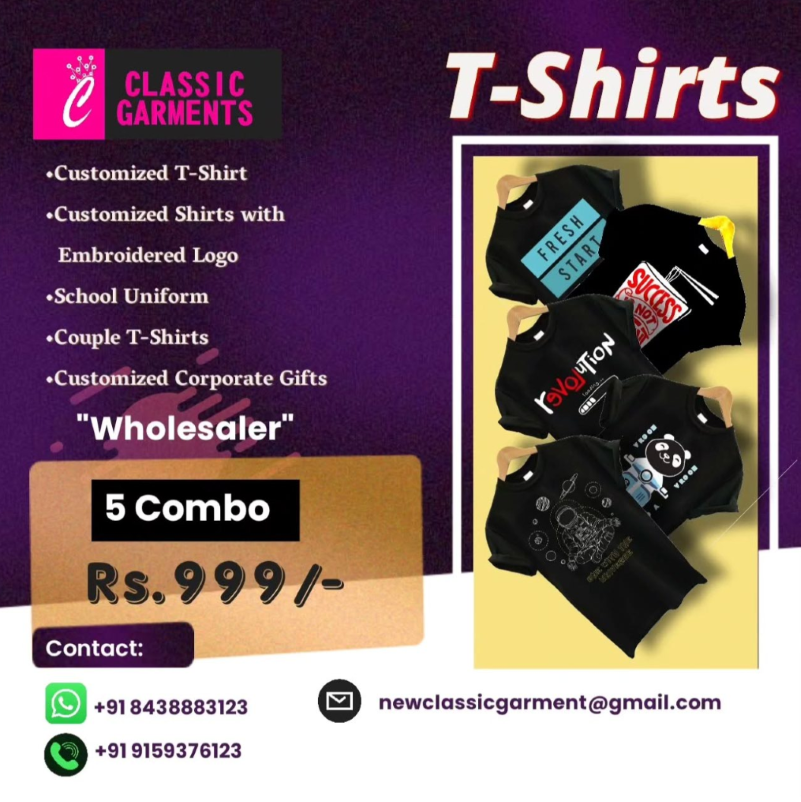 CLASSIC
GARMENTS
T-Shirts
•Customized T-Shirt
•Customized Shirts with
Embroidered Logo
•School Uniform
•Couple T-Shirts
•Customized Corporate Gifts
"Wholesaler"
5 Combo
Rs.999/-
FRESH
START
SUCCESS
NOT
revolution
Contact:
+91 8438883123
newclassicgarment@gmail.com
+91 9159376123